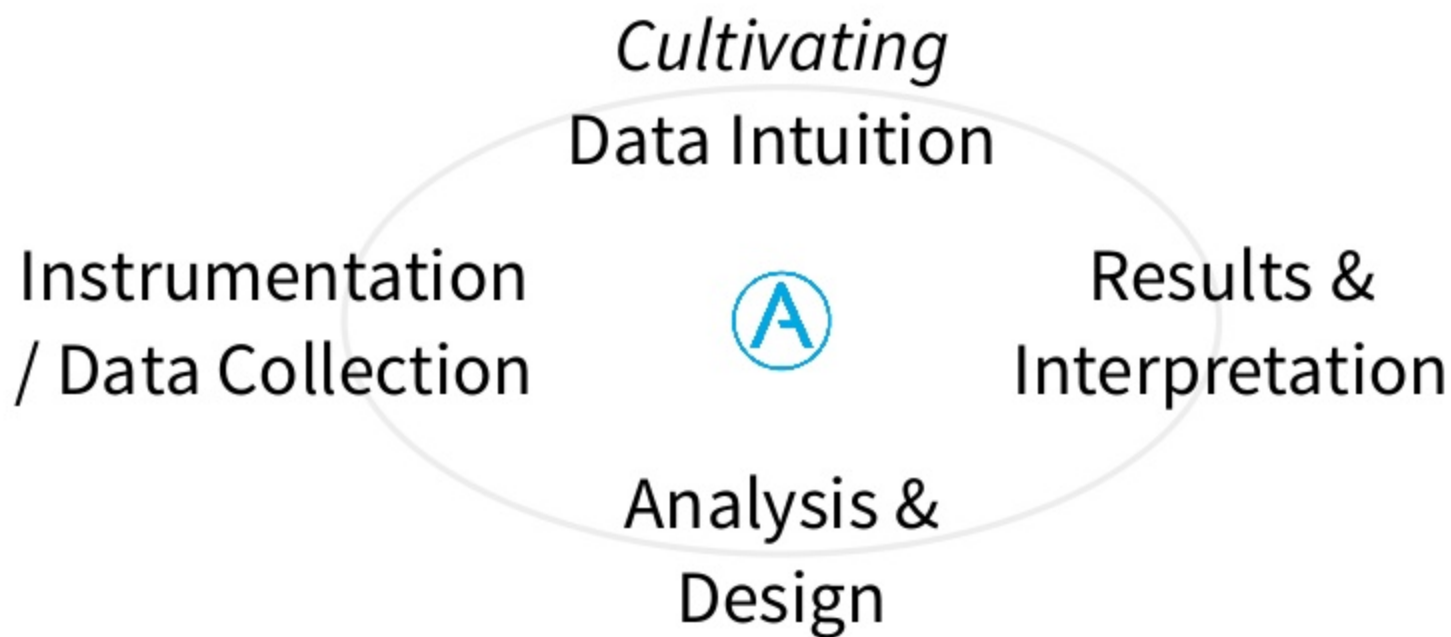 Cultivating
Data Intuition
Instrumentation
/ Data Collection
A
Results &
Interpretation
Analysis &
Design